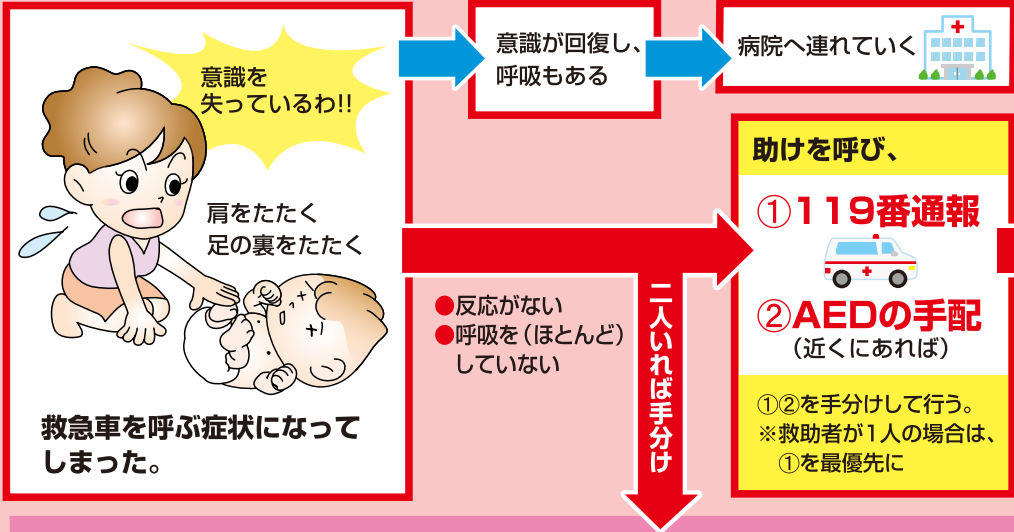 意識を
失っているわ!!
肩をたたく
足の裏をたたく
救急車を呼ぶ症状になって
しまった。
意識が回復し、
呼吸もある
病院へ連れていく
●反応がない
●呼吸を（ほとんど）
していない
二人いれば手分け
助けを呼び、
①119番通報
②AEDの手配
（近くにあれば）
①②を手分けして行う。
※救助者が1人の場合は、
①を最優先に